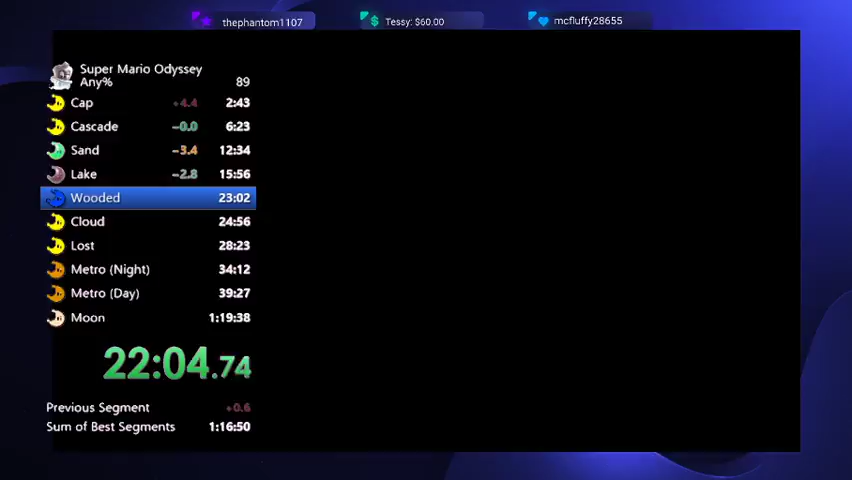 thephantom1107
Tessy: $60.00
mcfluffy28655
Super Mario Odyssey
Any% 89
Cap +4.4 2:43
Cascade −0.0 6:23
Sand −3.4 12:34
Lake −2.8 15:56
Wooded 23:02
Cloud 24:56
Lost 28:23
Metro (Night) 34:12
Metro (Day) 39:27
Moon 1:19:38
22:04.74
Previous Segment +0.6
Sum of Best Segments 1:16:50